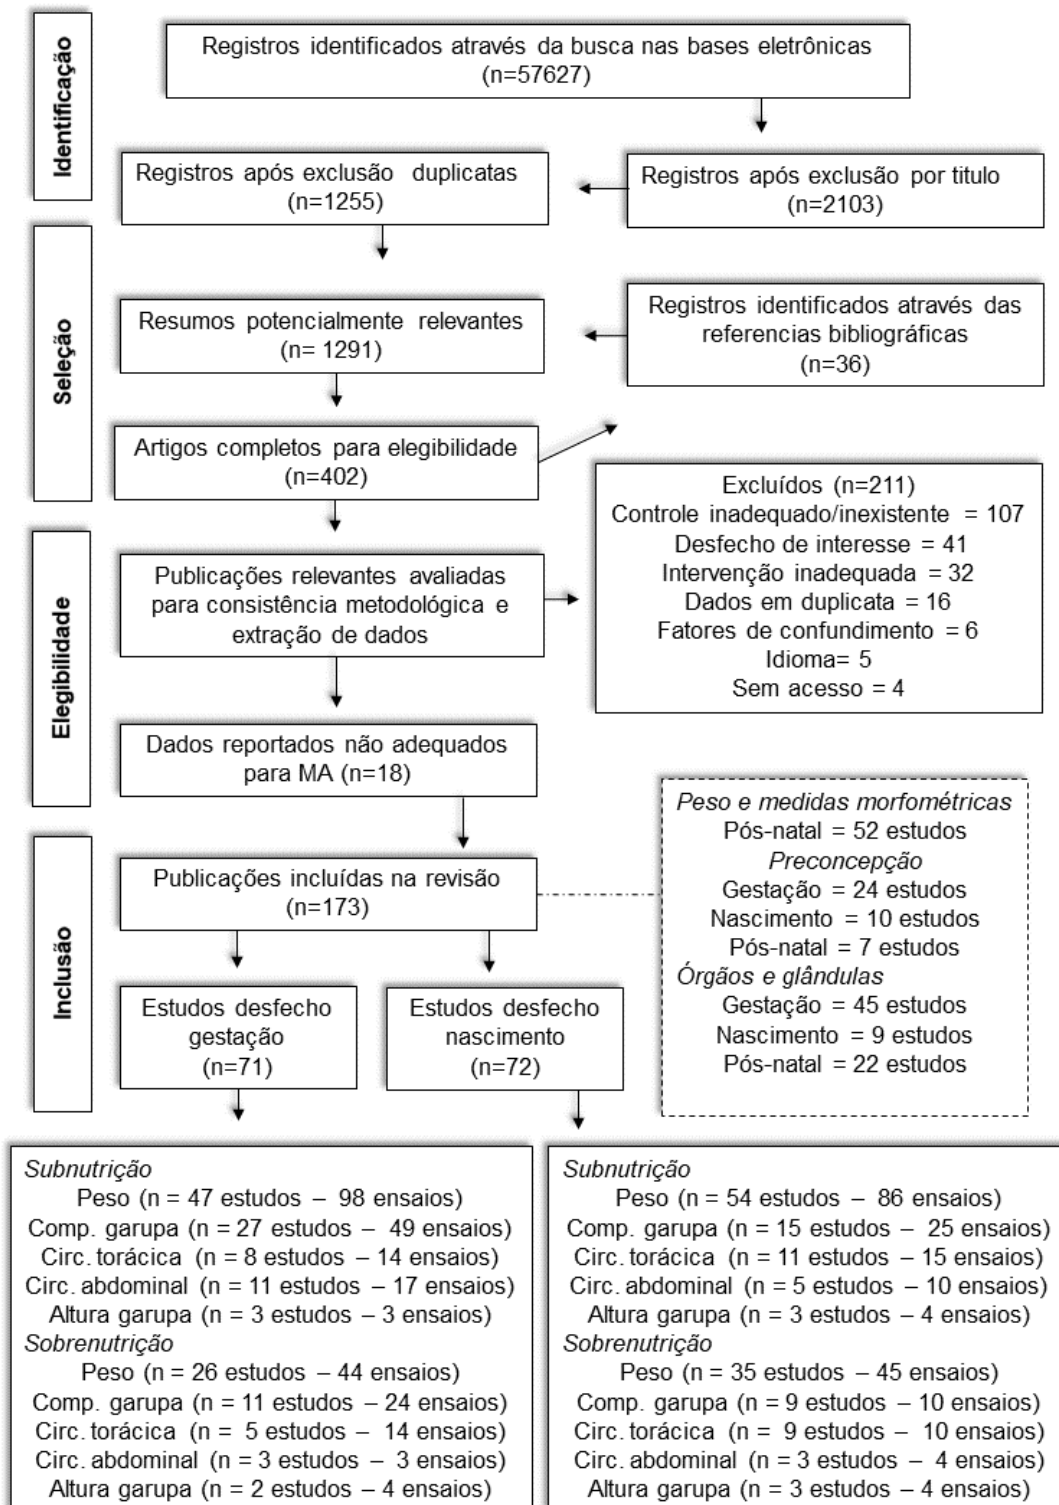 Identificação
Registros identificados através da busca nas bases eletrônicas
(n=57627)
Registros após exclusão duplicatas
(n=1255)
Registros após exclusão por titulo
(n=2103)
Seleção
Resumos potencialmente relevantes
(n= 1291)
Registros identificados através das
referencias bibliográficas
(n=36)
Artigos completos para elegibilidade
(n=402)
Elegibilidade
Publicações relevantes avaliadas
para consistência metodológica e
extração de dados
Excluídos (n=211)
Controle inadequado/inexistente = 107
Desfecho de interesse = 41
Intervenção inadequada = 32
Dados em duplicata = 16
Fatores de confundimento = 6
Idioma= 5
Sem acesso = 4
Dados reportados não adequados
para MA (n=18)
Inclusão
Publicações incluídas na revisão
(n=173)
Peso e medidas morfométricas
Pós-natal = 52 estudos
Preconcepção
Gestação = 24 estudos
Nascimento = 10 estudos
Pós-natal = 7 estudos
Órgãos e glândulas
Gestação = 45 estudos
Nascimento = 9 estudos
Pós-natal = 22 estudos
Estudos desfecho
gestação
(n=71)
Estudos desfecho
nascimento
(n=72)
Subnutrição
Peso (n = 47 estudos – 98 ensaios)
Comp. garupa (n = 27 estudos – 49 ensaios)
Circ. torácica (n = 8 estudos – 14 ensaios)
Circ. abdominal (n = 11 estudos – 17 ensaios)
Altura garupa (n = 3 estudos – 3 ensaios)
Sobrenutrição
Peso (n = 26 estudos – 44 ensaios)
Comp. garupa (n = 11 estudos – 24 ensaios)
Circ. torácica (n = 5 estudos – 14 ensaios)
Circ. abdominal (n = 3 estudos – 3 ensaios)
Altura garupa (n = 2 estudos – 4 ensaios)
Subnutrição
Peso (n = 54 estudos – 86 ensaios)
Comp. garupa (n = 15 estudos – 25 ensaios)
Circ. torácica (n = 11 estudos – 15 ensaios)
Circ. abdominal (n = 5 estudos – 10 ensaios)
Altura garupa (n = 3 estudos – 4 ensaios)
Sobrenutrição
Peso (n = 35 estudos – 45 ensaios)
Comp. garupa (n = 9 estudos – 10 ensaios)
Circ. torácica (n = 9 estudos – 10 ensaios)
Circ. abdominal (n = 3 estudos – 4 ensaios)
Altura garupa (n = 3 estudos – 4 ensaios)